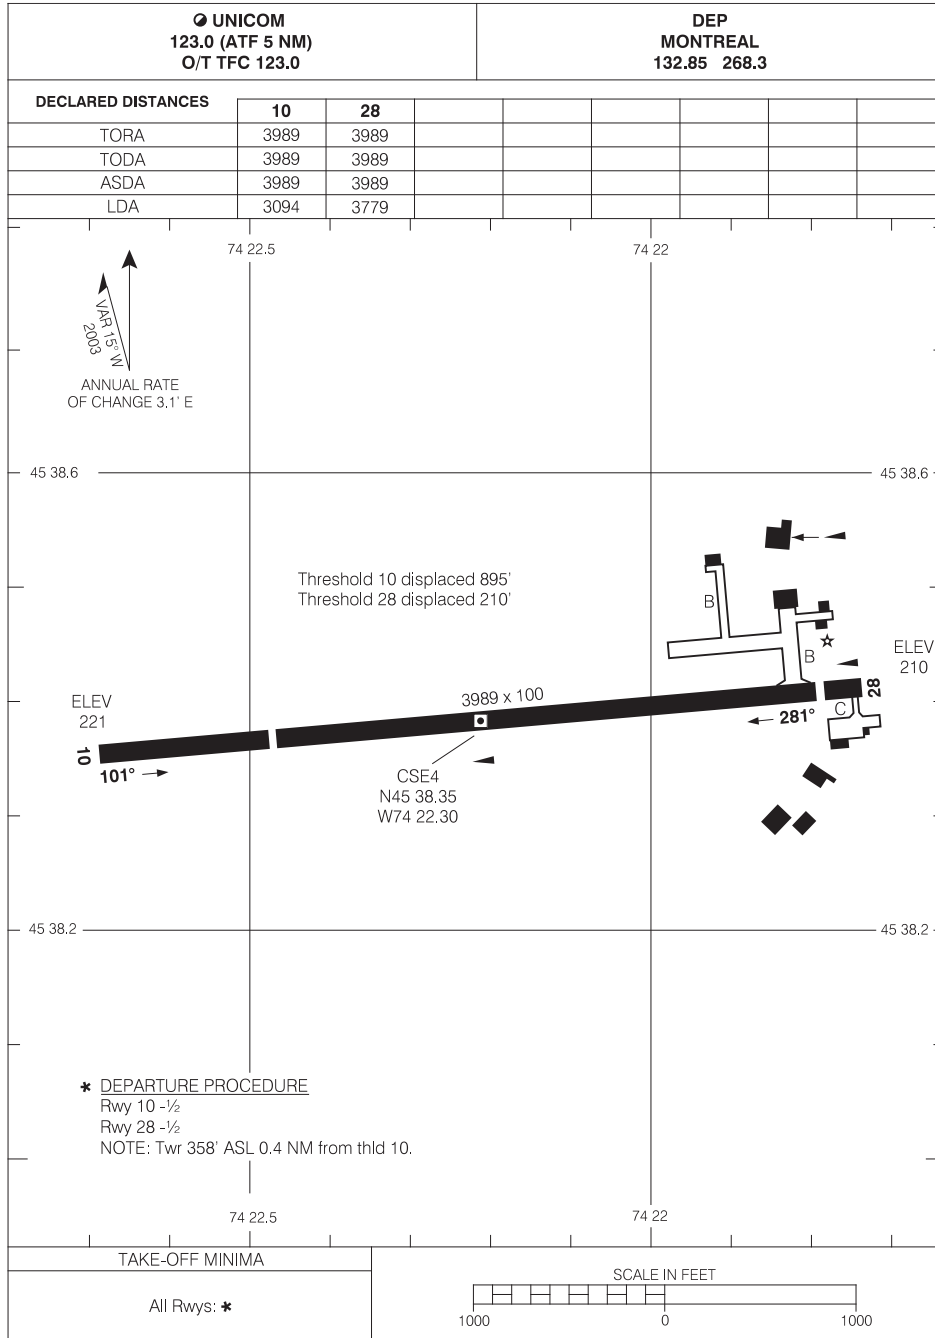 UNICOM
123.0 (ATF 5 NM)
O/T TFC 123.0
DEP
MONTREAL
132.85 268.3
DECLARED DISTANCES
10 28
TORA 3989 3989
TODA 3989 3989
ASDA 3989 3989
LDA 3094 3779
74 22.5
74 22
VAR 15° W
2003
ANNUAL RATE
OF CHANGE 3.1' E
45 38.6
45 38.6
Threshold 10 displaced 895'
Threshold 28 displaced 210'
B
B
ELEV
210
ELEV
221
3989 x 100
28
C
281°
10
101°
CSE4
N45 38.35
W74 22.30
45 38.2
45 38.2
* DEPARTURE PROCEDURE
Rwy 10 -½
Rwy 28 -½
NOTE: Twr 358' ASL 0.4 NM from thld 10.
74 22.5
74 22
TAKE-OFF MINIMA
All Rwys: *
SCALE IN FEET
1000 0 1000